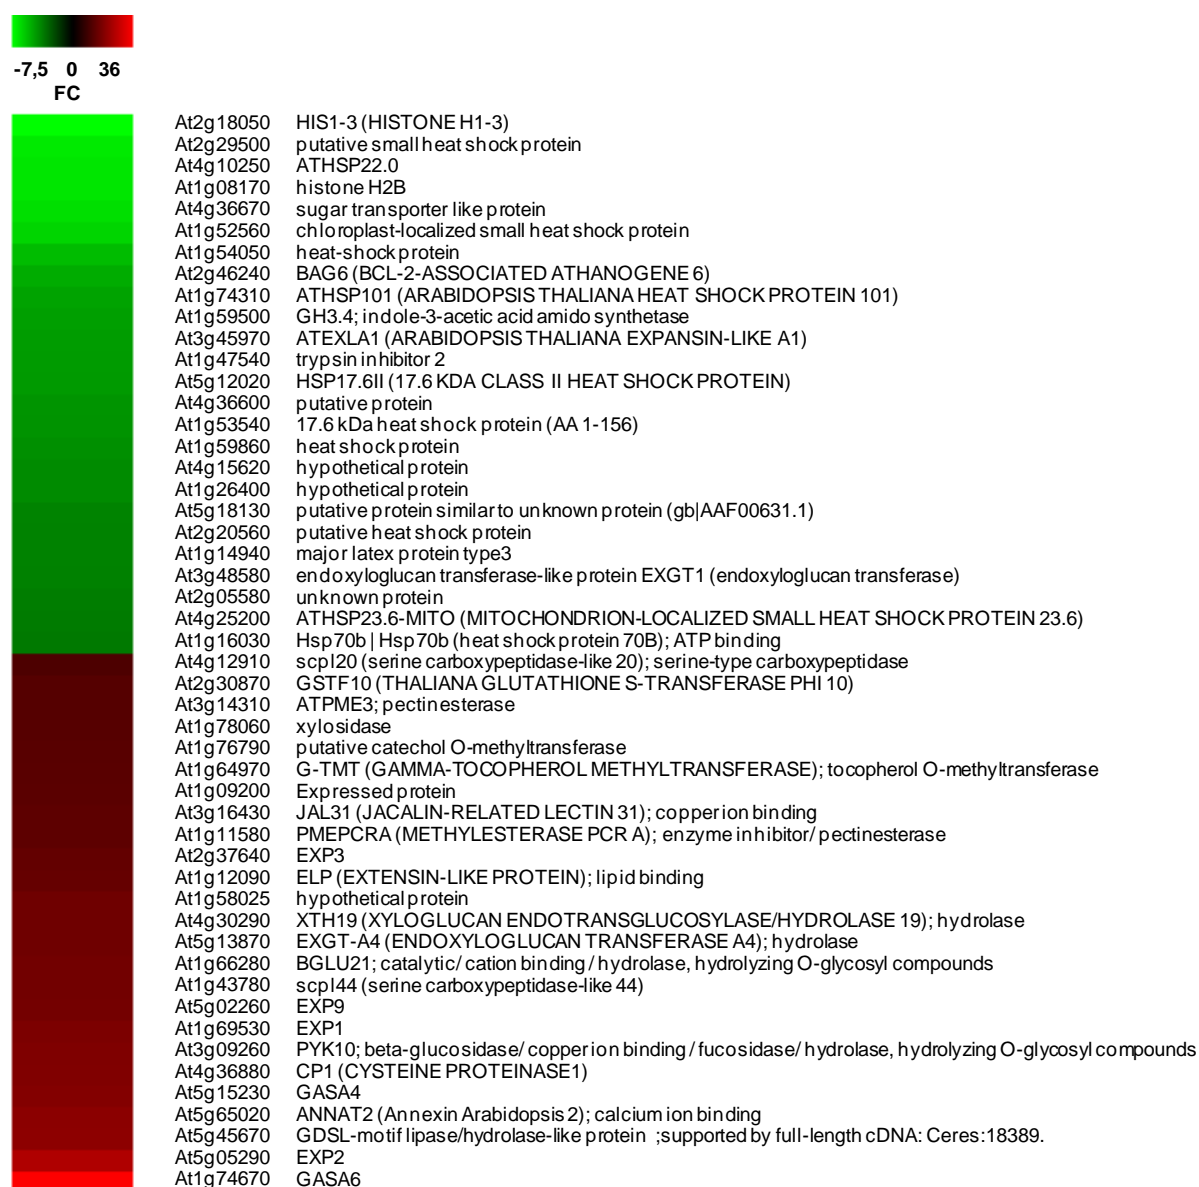 -7,5 0 36
FC
At2g18050 HIS1-3 (HISTONE H1-3)
At2g29500 putative small heat shock protein
At4g10250 ATHSP22.0
At1g08170 histone H2B
At4g36670 sugar transporter like protein
At1g52560 chloroplast-localized small heat shock protein
At1g54050 heat-shock protein
At2g46240 BAG6 (BCL-2-ASSOCIATED ATHANOGENE 6)
At1g74310 ATHSP101 (ARABIDOPSIS THALIANA HEAT SHOCK PROTEIN 101)
At1g59500 GH3.4; indole-3-acetic acid amido synthetase
At3g45970 ATEXLA1 (ARABIDOPSIS THALIANA EXPANSIN-LIKE A1)
At1g47540 trypsin inhibitor 2
At5g12020 HSP17.6II (17.6 KDA CLASS II HEAT SHOCK PROTEIN)
At4g36600 putative protein
At1g53540 17.6 kDa heat shock protein (AA 1-156)
At1g59860 heat shock protein
At4g15620 hypothetical protein
At1g26400 hypothetical protein
At5g18130 putative protein similar to unknown protein (gb|AAF00631.1)
At2g20560 putative heat shock protein
At1g14940 major latex protein type3
At3g48580 endoxyloglucan transferase-like protein EXGT1 (endoxyloglucan transferase)
At2g05580 unknown protein
At4g25200 ATHSP23.6-MITO (MITOCHONDRION-LOCALIZED SMALL HEAT SHOCK PROTEIN 23.6)
At1g16030 Hsp70b | Hsp70b (heat shock protein 70B); ATP binding
At4g12910 scpl20 (serine carboxypeptidase-like 20); serine-type carboxypeptidase
At2g30870 GSTF10 (THALIANA GLUTATHIONE S-TRANSFERASE PHI 10)
At3g14310 ATPME3; pectinesterase
At1g78060 xylosidase
At1g76790 putative catechol O-methyltransferase
At1g64970 G-TMT (GAMMA-TOCOPHEROL METHYLTRANSFERASE); tocopherol O-methyltransferase
At1g09200 Expressed protein
At3g16430 JAL31 (JACALIN-RELATED LECTIN 31); copper ion binding
At1g11580 PMEPCRA (METHYLESTERASE PCR A); enzyme inhibitor/ pectinesterase
At2g37640 EXP3
At1g12090 ELP (EXTENSIN-LIKE PROTEIN); lipid binding
At1g58025 hypothetical protein
At4g30290 XTH19 (XYLOGLUCAN ENDOTRANSGLUCOSYLASE/HYDROLASE 19); hydrolase
At5g13870 EXGT-A4 (ENDOXYLOGLUCAN TRANSFERASE A4); hydrolase
At1g66280 BGLU21; catalytic/ cation binding / hydrolase, hydrolyzing O-glycosyl compounds
At1g43780 scpl44 (serine carboxypeptidase-like 44)
At5g02260 EXP9
At1g69530 EXP1
At3g09260 PYK10; beta-glucosidase/ copper ion binding / fucosidase/ hydrolase, hydrolyzing O-glycosyl compounds
At4g36880 CP1 (CYSTEINE PROTEINASE1)
At5g15230 GASA4
At5g65020 ANNAT2 (Annexin Arabidopsis 2); calcium ion binding
At5g45670 GDSL-motif lipase/hydrolase-like protein ;supported by full-length cDNA: Ceres:18389.
At5g05290 EXP2
At1g74670 GASA6